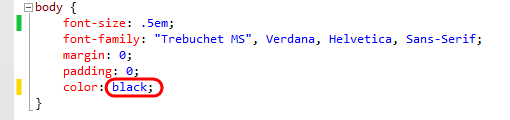 body {
font-size: .5em;
font-family: "Trebuchet MS", Verdana, Helvetica, Sans-Serif;
margin: 0;
padding: 0;
color: black;
}